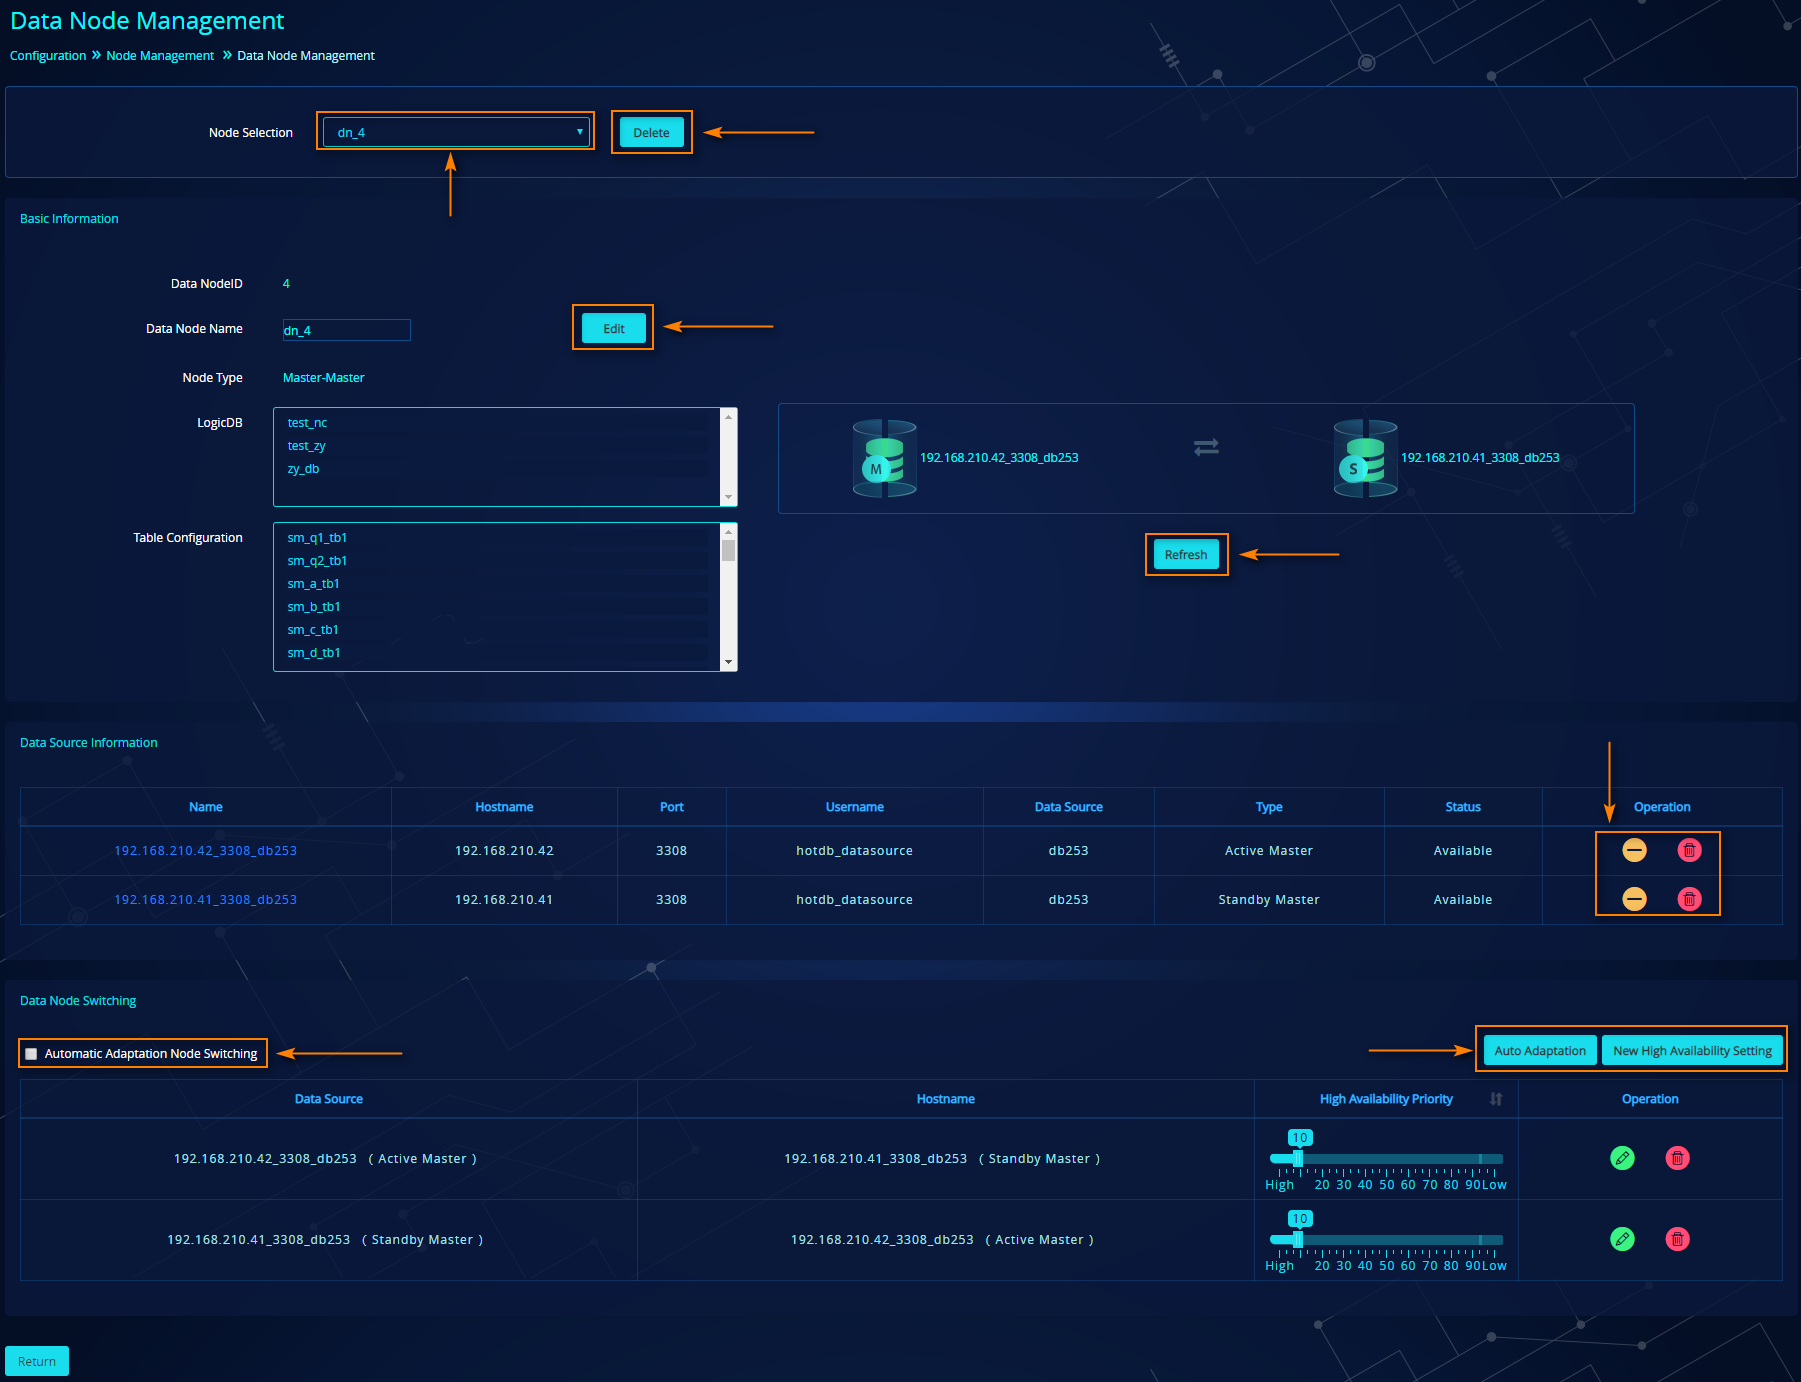 Data Node Management
Configuration » Node Management » Data Node Management
Node Selection dn_4 Delete
Basic Information
Data NodeID 4
Data Node Name dn_4 Edit
Node Type Master-Master
LogicDB test_nc
test_zy
zy_db
M 192.168.210.42_3308_db253 S 192.168.210.41_3308_db253
Table Configuration sm_q1_tb1
sm_q2_tb1
sm_a_tb1
sm_b_tb1
sm_c_tb1
sm_d_tb1
Refresh
Data Source Information
Name Hostname Port Username Data Source Type Status Operation
192.168.210.42_3308_db253 192.168.210.42 3308 hotdb_datasource db253 Active Master Available
192.168.210.41_3308_db253 192.168.210.41 3308 hotdb_datasource db253 Standby Master Available
Data Node Switching
Automatic Adaptation Node Switching Auto Adaptation New High Availability Setting
Data Source Hostname High Availability Priority Operation
10
192.168.210.42_3308_db253 ( Active Master ) 192.168.210.41_3308_db253 ( Standby Master )
High 20 30 40 50 60 70 80 90Low
10
192.168.210.41_3308_db253 ( Standby Master ) 192.168.210.42_3308_db253 ( Active Master )
High 20 30 40 50 60 70 80 90Low
Return